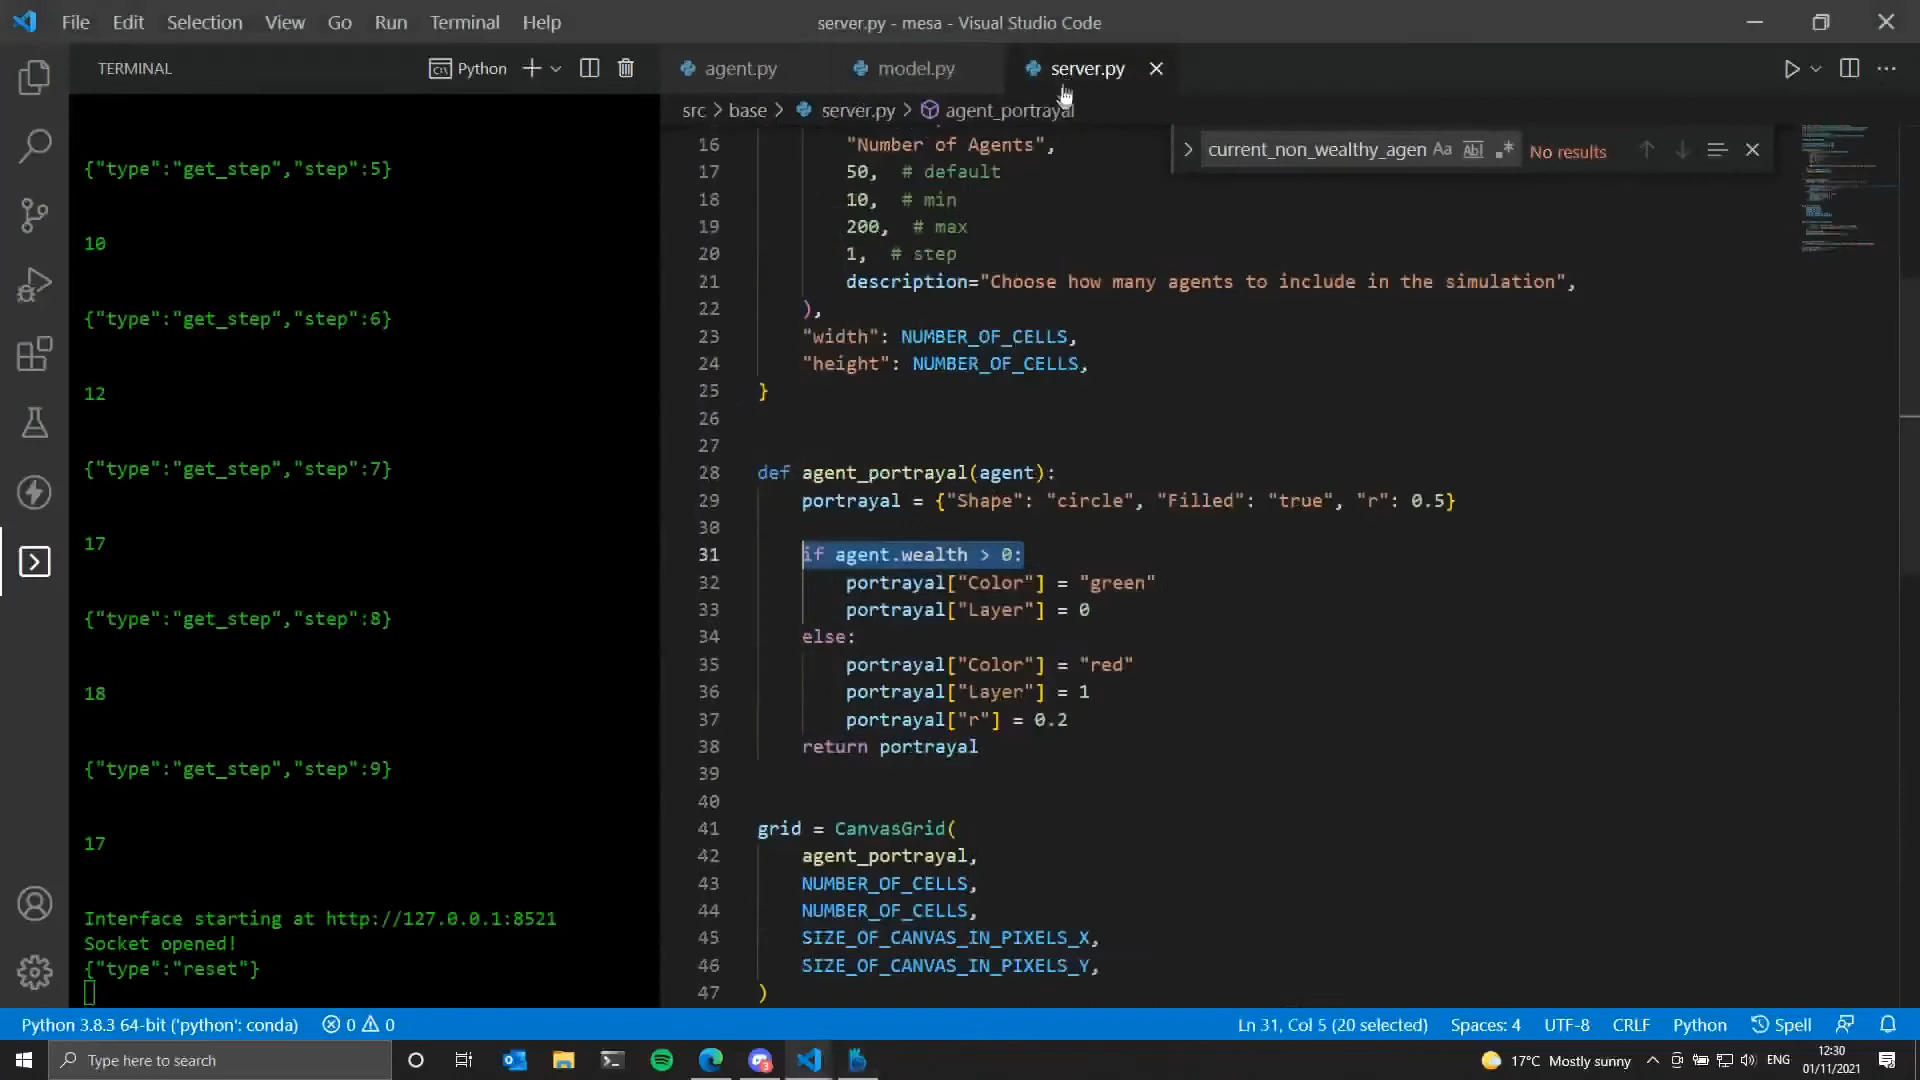 File Edit Selection View Go Run Terminal Help
server.py - mesa - Visual Studio Code
TERMINAL
Python
agent.py
model.py
server.py
src > base > server.py > agent_portrayal
current_non_wealthy_agen
No results
{"type":"get_step","step":5}
10
{"type":"get_step","step":6}
12
{"type":"get_step","step":7}
17
{"type":"get_step","step":8}
18
{"type":"get_step","step":9}
17
Interface starting at http://127.0.0.1:8521
Socket opened!
{"type":"reset"}
16 "Number of Agents",
17 50, # default
18 10, # min
19 200, # max
20 1, # step
21 description="Choose how many agents to include in the simulation",
22 ),
23 "width": NUMBER_OF_CELLS,
24 "height": NUMBER_OF_CELLS,
25 }
26
27
28 def agent_portrayal(agent):
29 portrayal = {"Shape": "circle", "Filled": "true", "r": 0.5}
30
31 if agent.wealth > 0:
32 portrayal["Color"] = "green"
33 portrayal["Layer"] = 0
34 else:
35 portrayal["Color"] = "red"
36 portrayal["Layer"] = 1
37 portrayal["r"] = 0.2
38 return portrayal
39
40
41 grid = CanvasGrid(
42 agent_portrayal,
43 NUMBER_OF_CELLS,
44 NUMBER_OF_CELLS,
45 SIZE_OF_CANVAS_IN_PIXELS_X,
46 SIZE_OF_CANVAS_IN_PIXELS_Y,
47 )
Python 3.8.3 64-bit ('python': conda) 0 0
Ln 31, Col 5 (20 selected) Spaces: 4 UTF-8 CRLF Python Spell
Type here to search
17°C Mostly sunny
ENG
12:30
01/11/2021